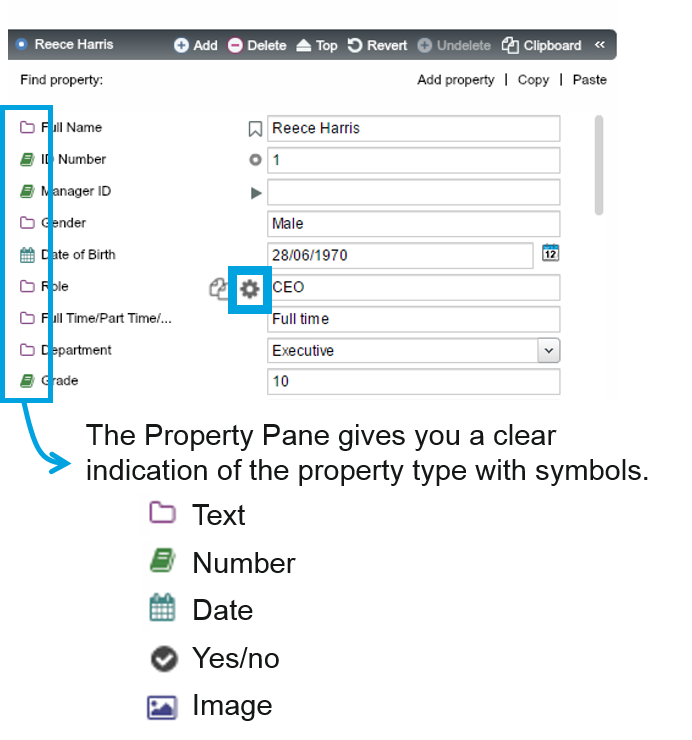 Reece Harris Add Delete Top Revert Undelete Clipboard «
Find property: Add property | Copy | Paste
Full Name Reece Harris
ID Number 1
Manager ID
Gender Male
Date of Birth 28/06/1970 12
Role CEO
Full Time/Part Time/... Full time
Department Executive
Grade 10
The Property Pane gives you a clear
indication of the property type with symbols.
Text
Number
Date
Yes/no
Image